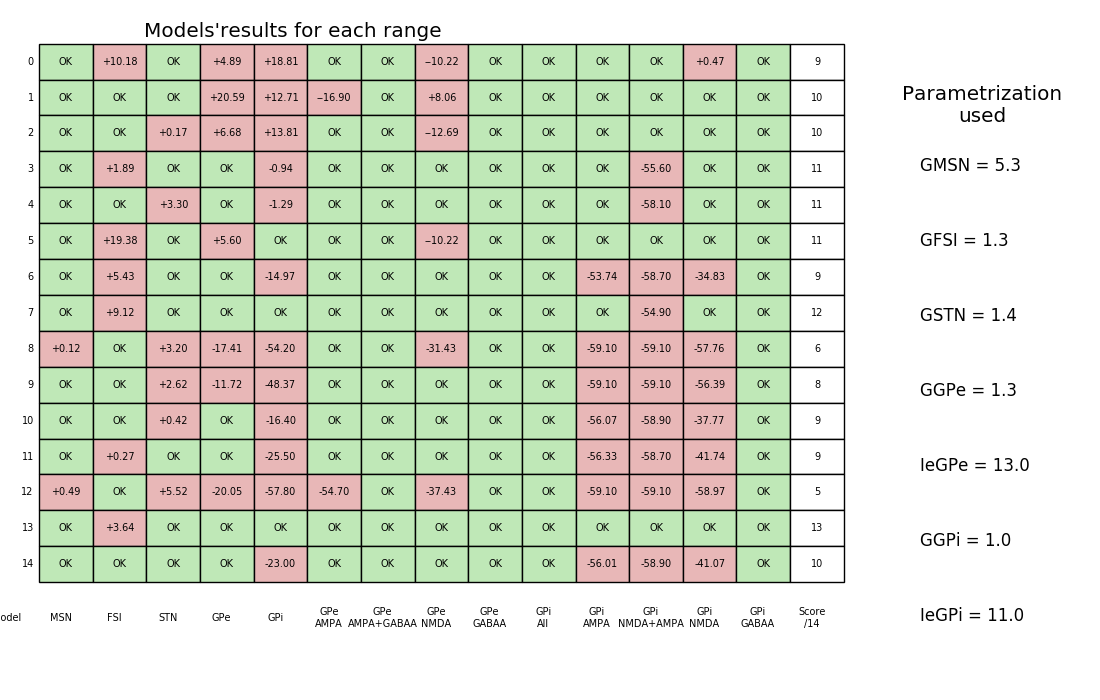 Models'results for each range
0 OK +10.18 OK +4.89 +18.81 OK OK --10.22 OK OK OK OK +0.47 OK 9
1 OK OK OK +20.59 +12.71 --16.90 OK +8.06 OK OK OK OK OK OK 10
2 OK OK +0.17 +6.68 +13.81 OK OK --12.69 OK OK OK OK OK OK 10
3 OK +1.89 OK OK -0.94 OK OK OK OK OK OK -55.60 OK OK 11
4 OK OK +3.30 OK -1.29 OK OK OK OK OK OK -58.10 OK OK 11
5 OK +19.38 OK +5.60 OK OK OK --10.22 OK OK OK OK OK OK 11
6 OK +5.43 OK OK -14.97 OK OK OK OK OK -53.74 -58.70 -34.83 OK 9
7 OK +9.12 OK OK OK OK OK OK OK OK OK -54.90 OK OK 12
8 +0.12 OK +3.20 -17.41 -54.20 OK OK -31.43 OK OK -59.10 -59.10 -57.76 OK 6
9 OK OK +2.62 -11.72 -48.37 OK OK OK OK OK -59.10 -59.10 -56.39 OK 8
10 OK OK +0.42 OK -16.40 OK OK OK OK OK -56.07 -58.90 -37.77 OK 9
11 OK +0.27 OK OK -25.50 OK OK OK OK OK -56.33 -58.70 -41.74 OK 9
12 +0.49 OK +5.52 -20.05 -57.80 -54.70 OK -37.43 OK OK -59.10 -59.10 -58.97 OK 5
13 OK +3.64 OK OK OK OK OK OK OK OK OK OK OK OK 13
14 OK OK OK OK -23.00 OK OK OK OK OK -56.01 -58.90 -41.07 OK 10
odel MSN FSI STN GPe GPi GPe AMPA GPe AMPA+GABAA GPe NMDA GPe GABAA GPi All GPi AMPA GPi NMDA+AMPA GPi NMDA GPi GABAA Score /14
Parametrization
used
GMSN = 5.3
GFSI = 1.3
GSTN = 1.4
GGPe = 1.3
IeGPe = 13.0
GGPi = 1.0
IeGPi = 11.0